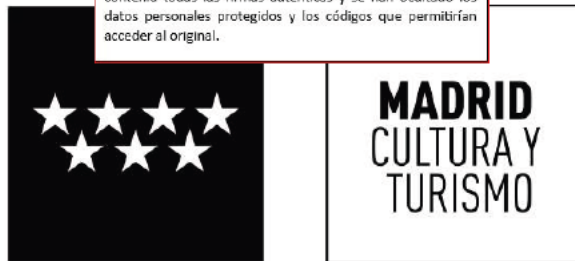 contenía todas las firmas auténticas y se han ocultado los
datos personales protegidos y los códigos que permitirían
acceder al original.
MADRID
CULTURA Y
TURISMO